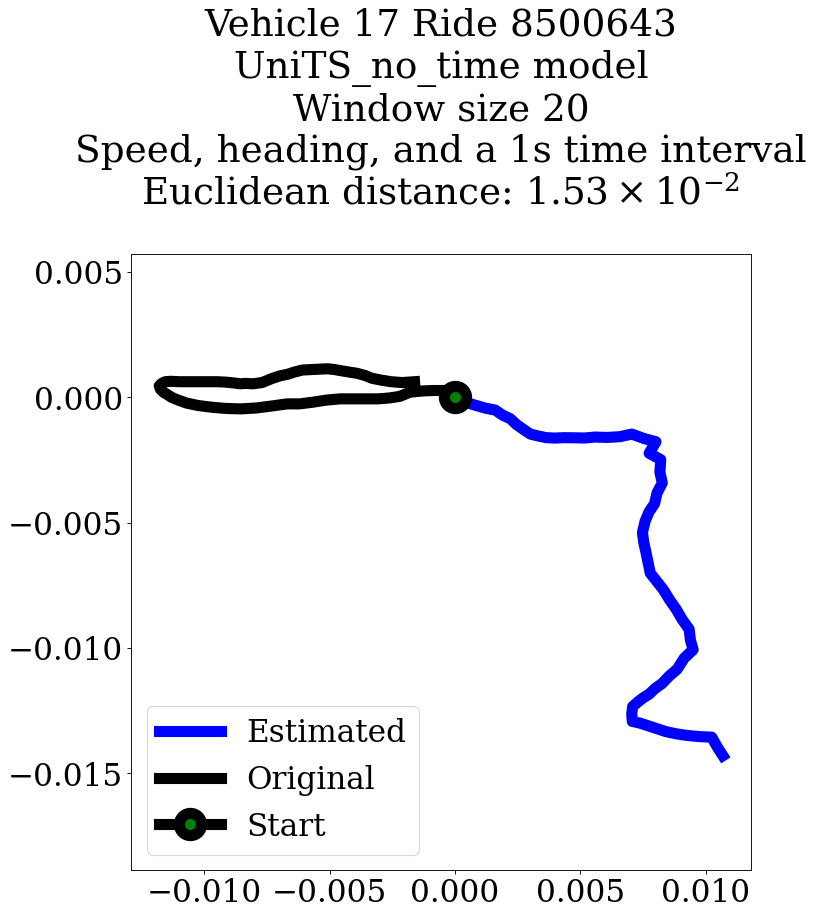 Vehicle 17 Ride 8500643
UniTS_no_time model
Window size 20
Speed, heading, and a 1s time interval
Euclidean distance: 1.53 × 10⁻²
0.005
0.000
−0.005
−0.010
−0.015
Estimated
Original
Start
−0.010 −0.005 0.000 0.005 0.010